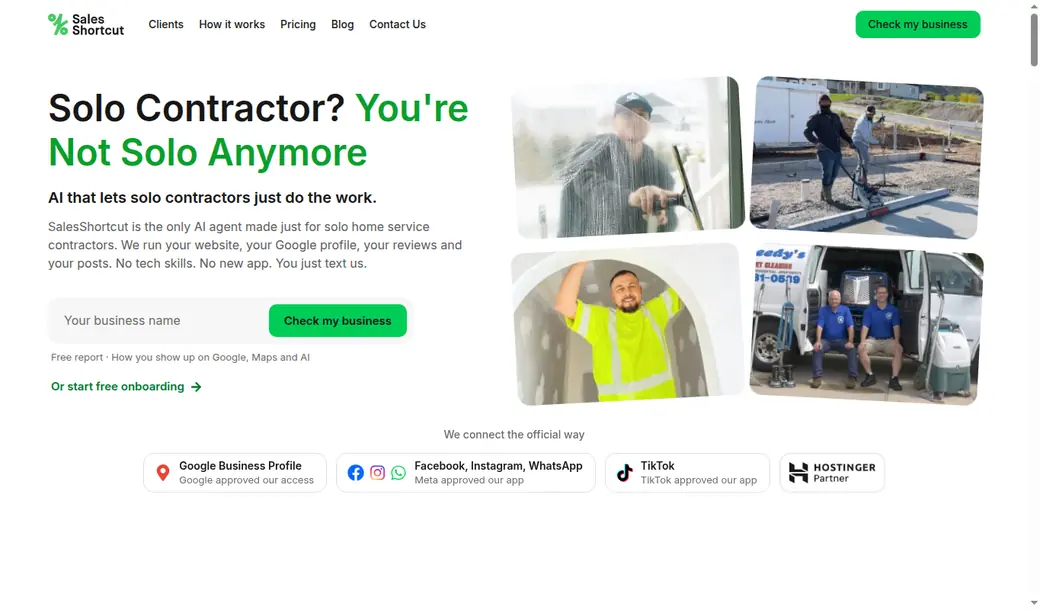 Sales
Shortcut
Clients
How it works
Pricing
Blog
Contact Us
Check my business
Solo Contractor? You're
Not Solo Anymore
AI that lets solo contractors just do the work.
SalesShortcut is the only AI agent made just for solo home service
contractors. We run your website, your Google profile, your reviews and
your posts. No tech skills. No new app. You just text us.
Your business name
Check my business
Free report · How you show up on Google, Maps and AI
Or start free onboarding →
We connect the official way
Google Business Profile
Google approved our access
Facebook, Instagram, WhatsApp
Meta approved our app
TikTok
TikTok approved our app
HOSTINGER
Partner